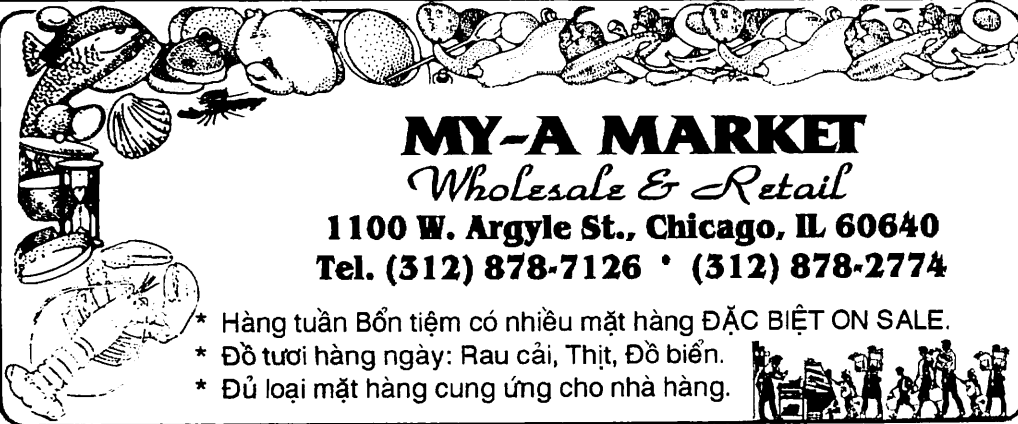 MY-A MARKET
Wholesale & Retail
1100 W. Argyle St., Chicago, IL 60640
Tel. (312) 878-7126 • (312) 878-2774
* Hàng tuần Bổn tiệm có nhiều mặt hàng ĐẶC BIỆT ON SALE.
* Đồ tươi hàng ngày: Rau cải, Thịt, Đồ biển.
* Đủ loại mặt hàng cung ứng cho nhà hàng.